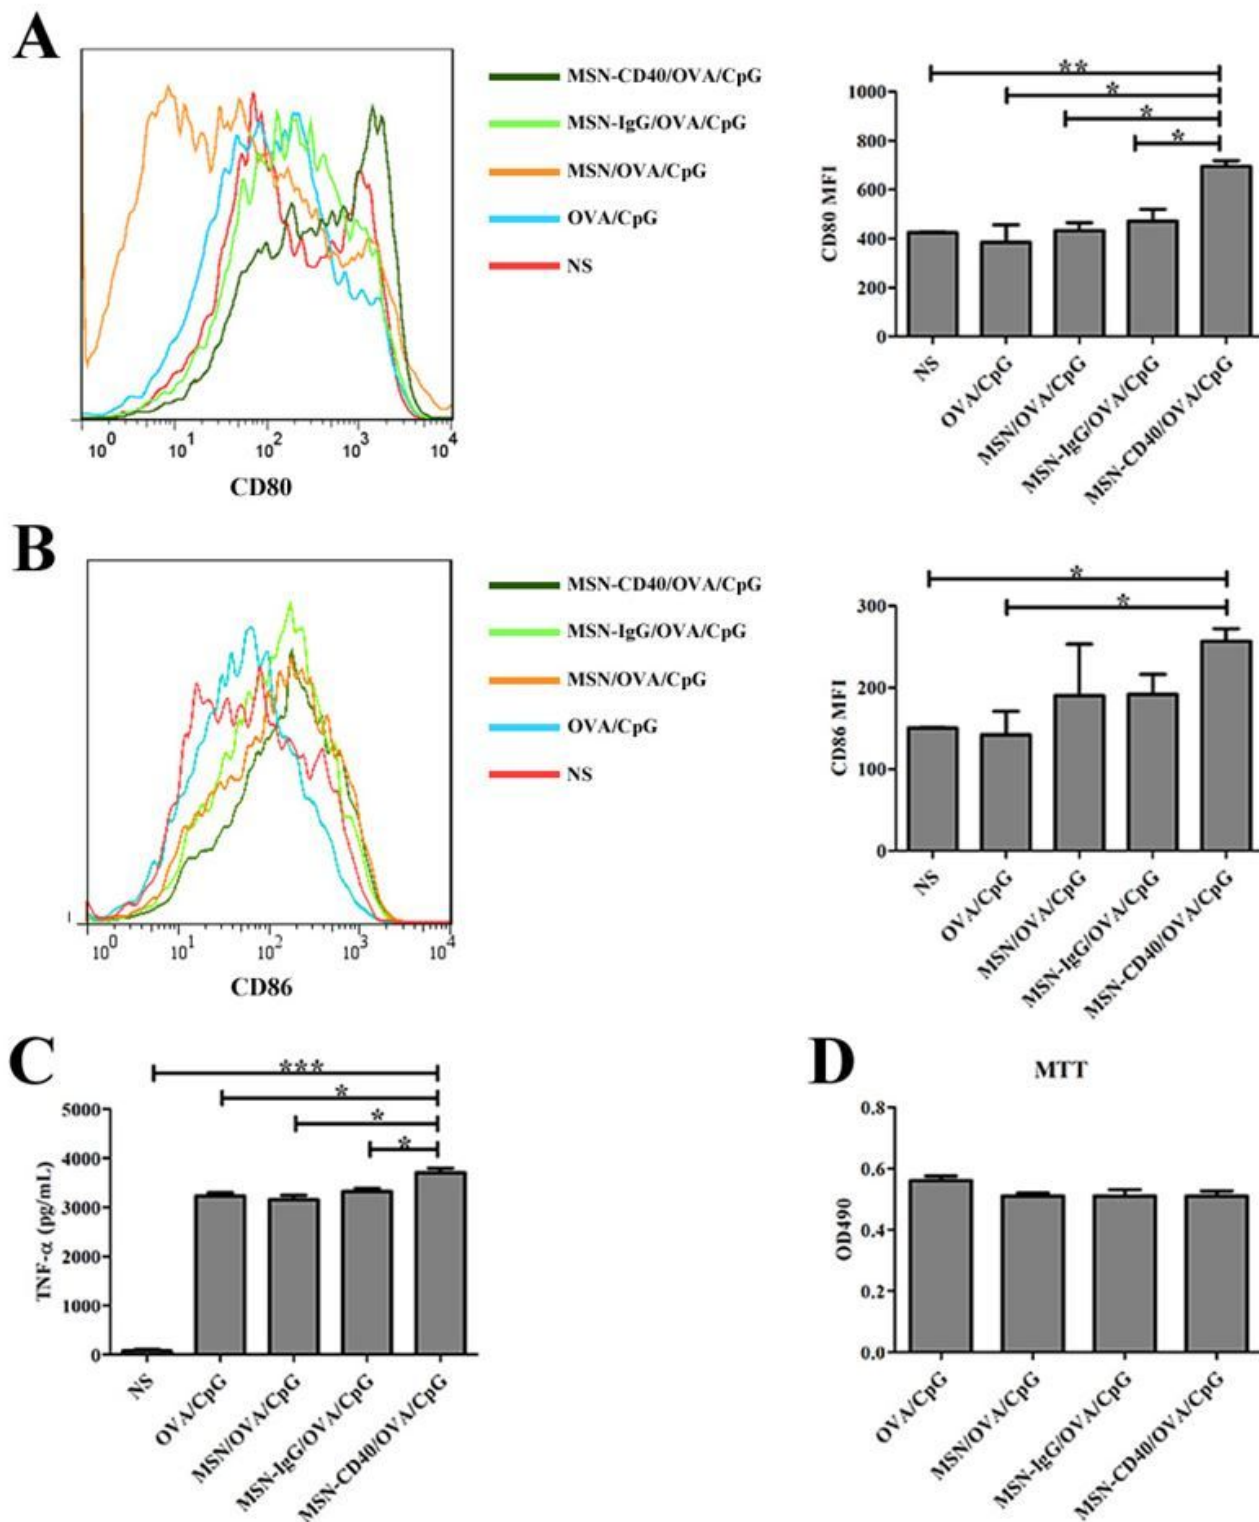 A
MSN-CD40/OVA/CpG
MSN-IgG/OVA/CpG
MSN/OVA/CpG
OVA/CpG
NS
10^0 10^1 10^2 10^3 10^4
CD80
**
*
*
*
1000
800
600
400
200
0
CD80 MFI
NS
OVA/CpG
MSN/OVA/CpG
MSN-IgG/OVA/CpG
MSN-CD40/OVA/CpG
B
MSN-CD40/OVA/CpG
MSN-IgG/OVA/CpG
MSN/OVA/CpG
OVA/CpG
NS
10^0 10^1 10^2 10^3 10^4
CD86
*
*
300
200
100
0
CD86 MFI
NS
OVA/CpG
MSN/OVA/CpG
MSN-IgG/OVA/CpG
MSN-CD40/OVA/CpG
C
***
*
*
*
5000
4000
3000
2000
1000
0
TNF-α (pg/mL)
NS
OVA/CpG
MSN/OVA/CpG
MSN-IgG/OVA/CpG
MSN-CD40/OVA/CpG
D
MTT
0.8
0.6
0.4
0.2
0.0
OD490
OVA/CpG
MSN/OVA/CpG
MSN-IgG/OVA/CpG
MSN-CD40/OVA/CpG